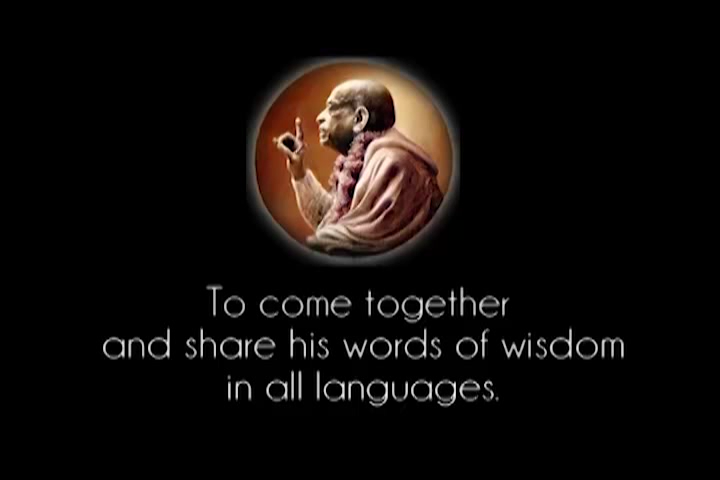 To come together
and share his words of wisdom
in all languages.